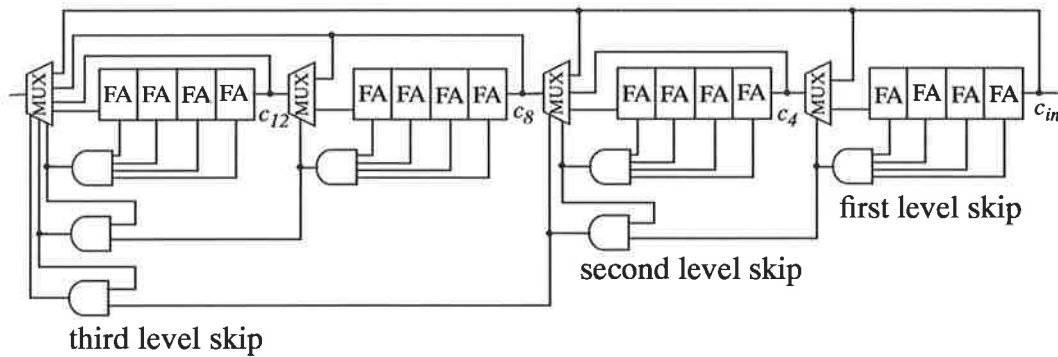 MUX FA FA FA FA c12 MUX FA FA FA FA c8 MUX FA FA FA FA c4 MUX FA FA FA FA cin
first level skip
second level skip
third level skip